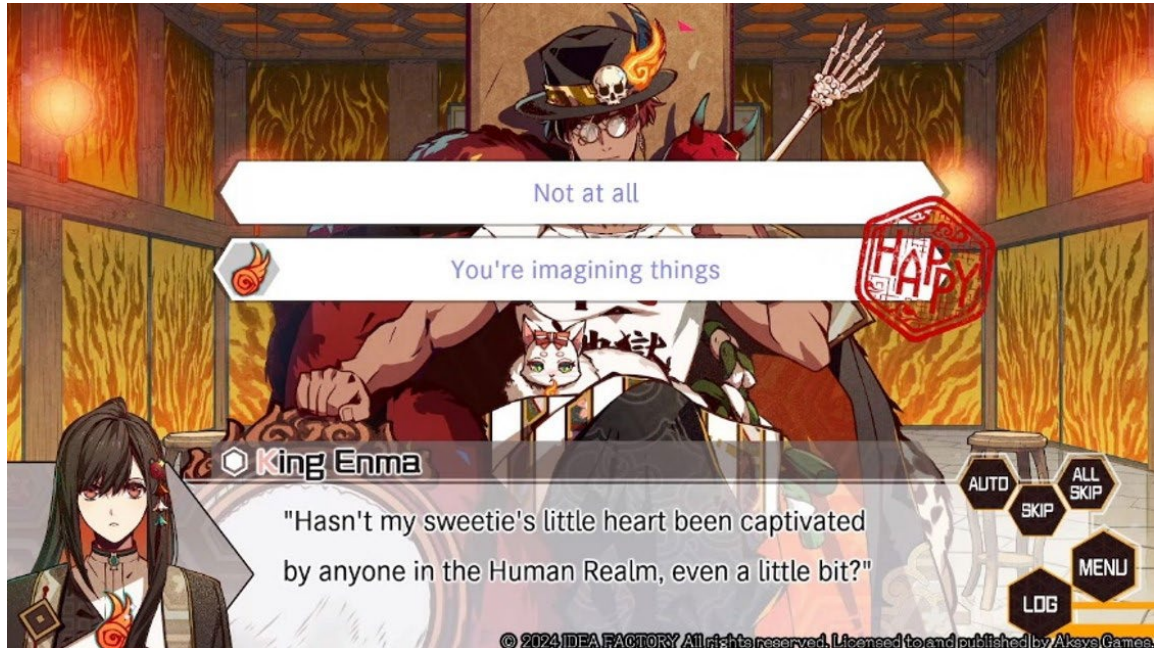 Not at all
You're imagining things
HAPPY
地獄
King Enma
"Hasn't my sweetie's little heart been captivated
by anyone in the Human Realm, even a little bit?"
AUTO
SKIP
ALL
SKIP
MENU
LOG
© 2024 IDEA FACTORY All rights reserved. Licensed to and published by Aksys Games.